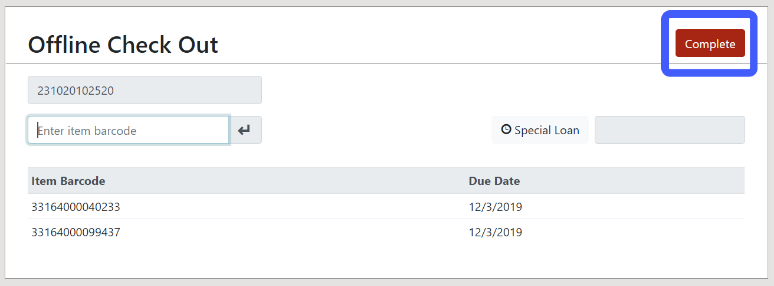 Offline Check Out
Complete
231020102520
Enter item barcode
Special Loan
Item Barcode Due Date
33164000040233 12/3/2019
33164000099437 12/3/2019